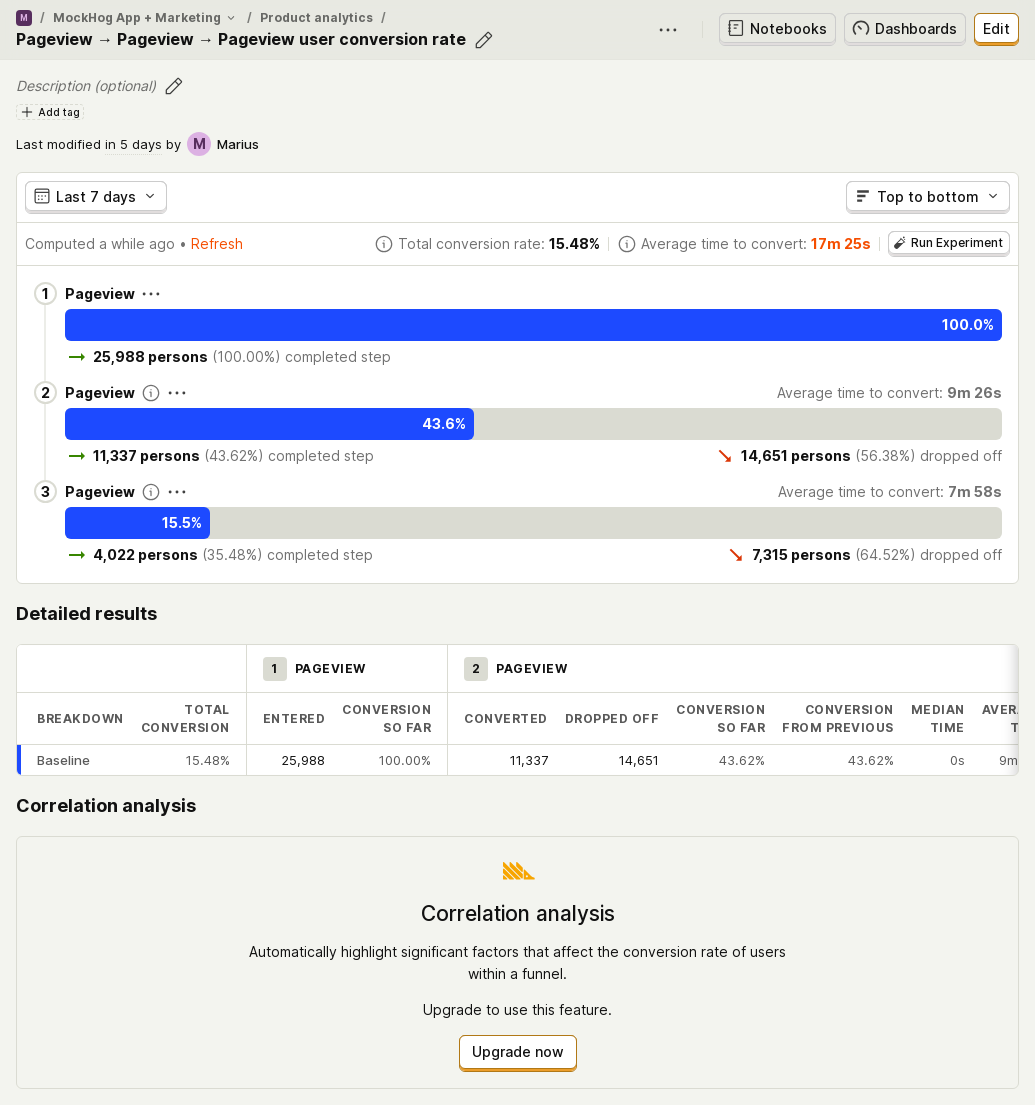 M / MockHog App + Marketing / Product analytics /
Pageview → Pageview → Pageview user conversion rate
Notebooks Dashboards Edit
Description (optional)
Add tag
Last modified in 5 days by M Marius
Last 7 days Top to bottom
Computed a while ago • Refresh Total conversion rate: 15.48% Average time to convert: 17m 25s Run Experiment
1 Pageview
100.0%
25,988 persons (100.00%) completed step
2 Pageview Average time to convert: 9m 26s
43.6%
11,337 persons (43.62%) completed step 14,651 persons (56.38%) dropped off
3 Pageview Average time to convert: 7m 58s
15.5%
4,022 persons (35.48%) completed step 7,315 persons (64.52%) dropped off
Detailed results
1 PAGEVIEW 2 PAGEVIEW
BREAKDOWN TOTAL CONVERSION ENTERED CONVERSION SO FAR CONVERTED DROPPED OFF CONVERSION SO FAR CONVERSION FROM PREVIOUS MEDIAN TIME
Baseline 15.48% 25,988 100.00% 11,337 14,651 43.62% 43.62% 0s 9m
Correlation analysis
Correlation analysis
Automatically highlight significant factors that affect the conversion rate of users
within a funnel.
Upgrade to use this feature.
Upgrade now